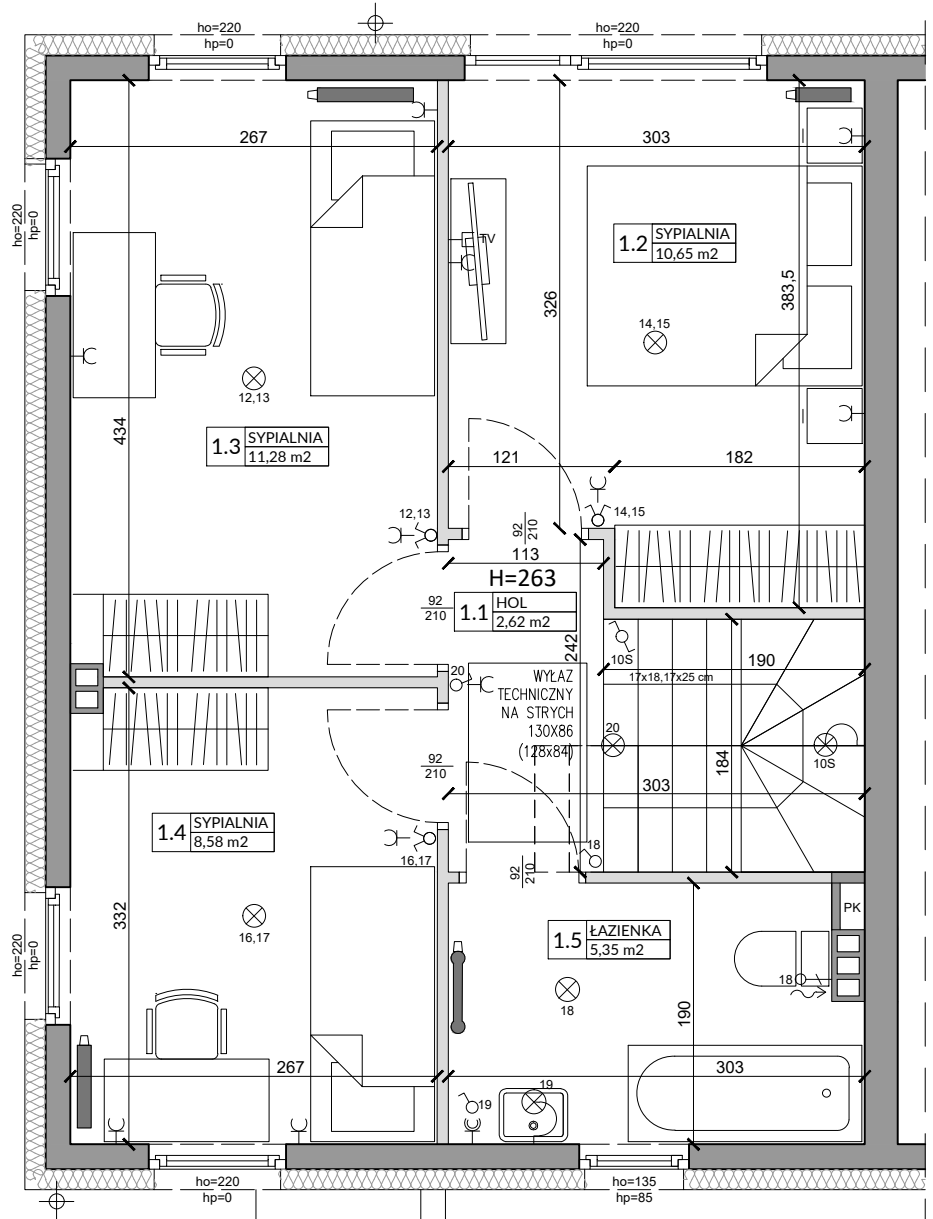 ho=220
hp=0
ho=220
hp=0
267
303
ho=220
hp=0
1.2
SYPIALNIA
10,65 m2
TV
326
383,5
14,15
12,13
434
1.3
SYPIALNIA
11,28 m2
121
182
12,13
14,15
92
210
113
H=263
92
210
1.1
HOL
2,62 m2
242
10S
190
17x18,17x25 cm
20
WYŁAZ
TECHNICZNY
NA STRYCH
130X86
(128x84)
20
184
10S
92
210
303
1.4
SYPIALNIA
8,58 m2
16,17
18
92
210
332
16,17
1.5
ŁAZIENKA
5,35 m2
PK
ho=220
hp=0
18
18
190
267
303
19
19
ho=220
hp=0
ho=135
hp=85